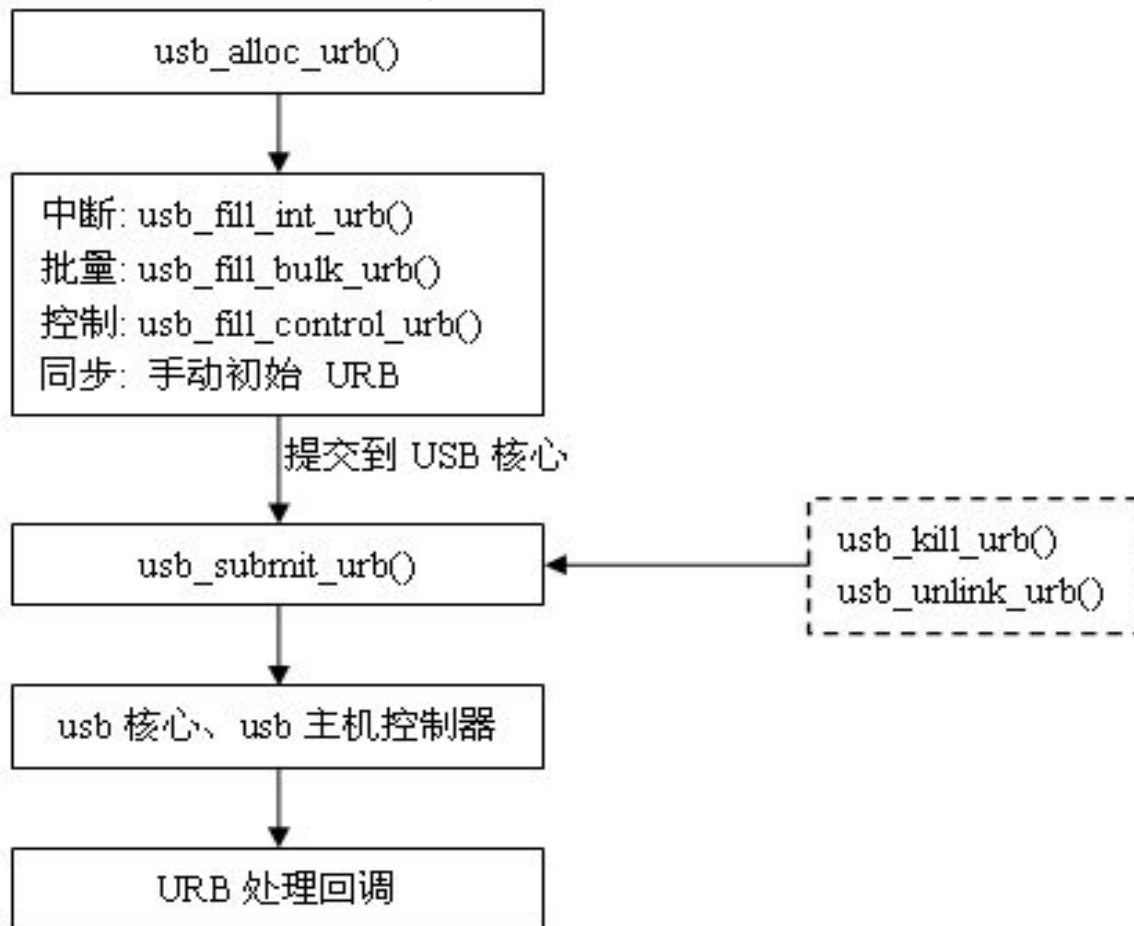 usb_alloc_urb()
中断: usb_fill_int_urb()
批量: usb_fill_bulk_urb()
控制: usb_fill_control_urb()
同步: 手动初始 URB
提交到 USB 核心
usb_submit_urb()
usb_kill_urb()
usb_unlink_urb()
usb 核心、usb 主机控制器
URB 处理回调